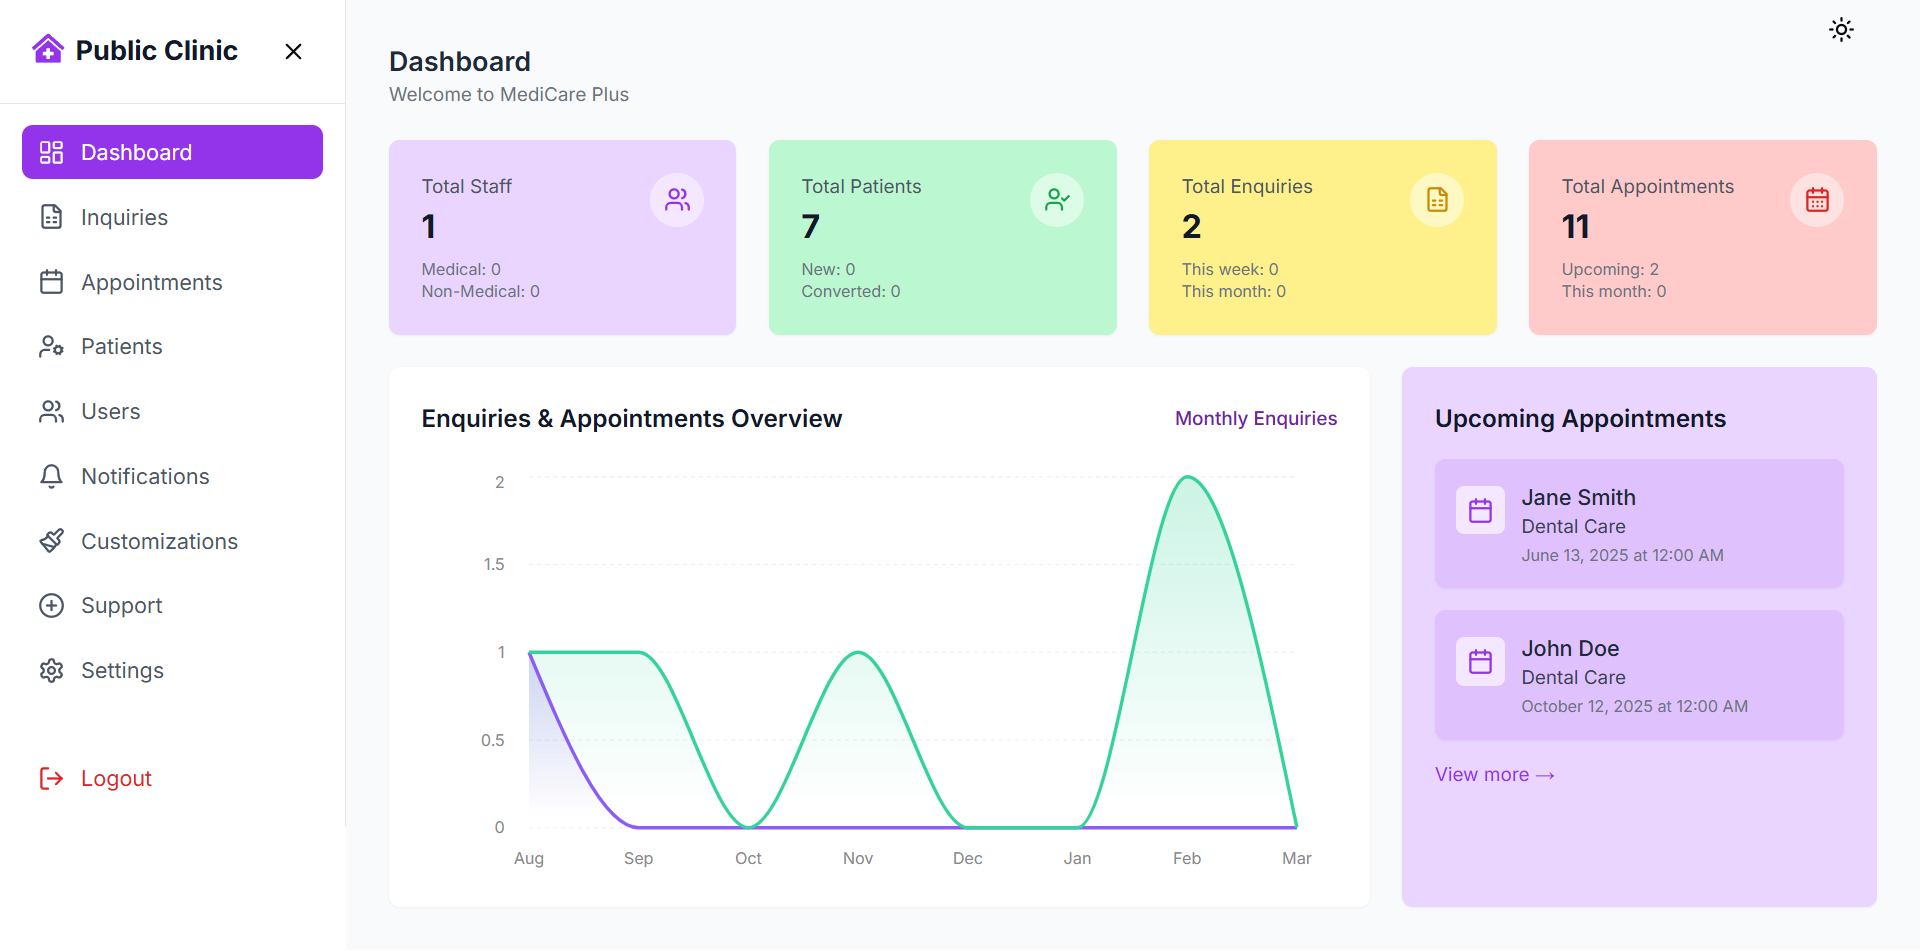 Public Clinic
Dashboard
Inquiries
Appointments
Patients
Users
Notifications
Customizations
Support
Settings
Logout
Dashboard
Welcome to MediCare Plus
Total Staff
1
Medical: 0
Non-Medical: 0
Total Patients
7
New: 0
Converted: 0
Total Enquiries
2
This week: 0
This month: 0
Total Appointments
11
Upcoming: 2
This month: 0
Enquiries & Appointments Overview
Monthly Enquiries
2
1.5
1
0.5
0
Aug Sep Oct Nov Dec Jan Feb Mar
Upcoming Appointments
Jane Smith
Dental Care
June 13, 2025 at 12:00 AM
John Doe
Dental Care
October 12, 2025 at 12:00 AM
View more →